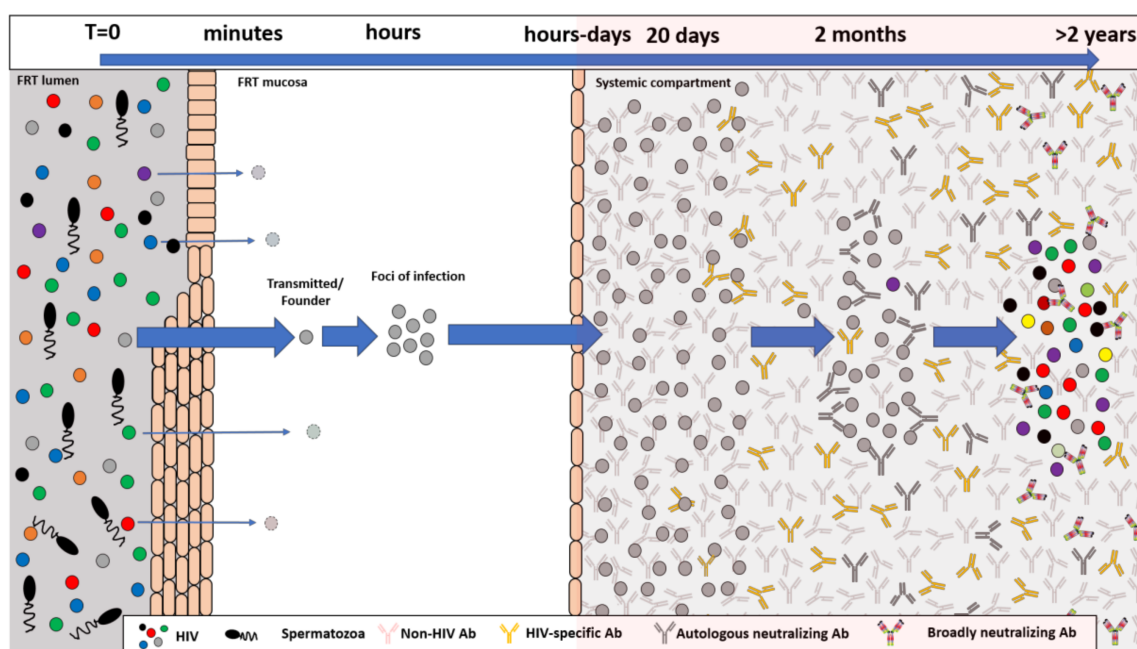 T=0 minutes hours hours-days 20 days 2 months >2 years
FRT lumen FRT mucosa Systemic compartment
Transmitted/
Founder
Foci of infection
HIV Spermatozoa Non-HIV Ab HIV-specific Ab Autologous neutralizing Ab Broadly neutralizing Ab